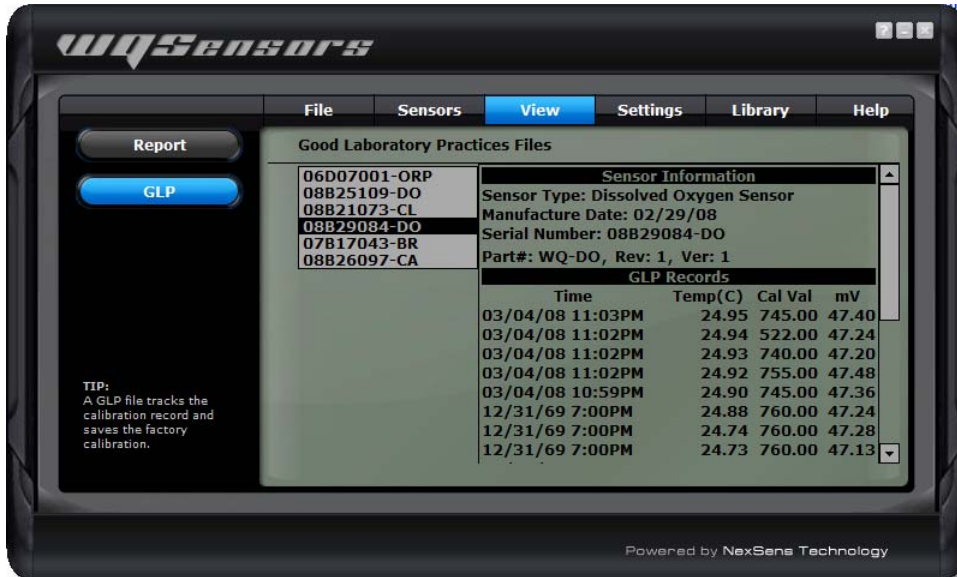 WQSensors
? - x
File Sensors View Settings Library Help
Report
GLP
Good Laboratory Practices Files
06D07001-ORP
08B25109-DO
08B21073-CL
08B29084-DO
07B17043-BR
08B26097-CA
Sensor Information
Sensor Type: Dissolved Oxygen Sensor
Manufacture Date: 02/29/08
Serial Number: 08B29084-DO
Part#: WQ-DO, Rev: 1, Ver: 1
GLP Records
Time Temp(C) Cal Val mV
03/04/08 11:03PM 24.95 745.00 47.40
03/04/08 11:02PM 24.94 522.00 47.24
03/04/08 11:02PM 24.93 740.00 47.20
03/04/08 11:02PM 24.92 755.00 47.48
03/04/08 10:59PM 24.90 745.00 47.36
12/31/69 7:00PM 24.88 760.00 47.24
12/31/69 7:00PM 24.74 760.00 47.28
12/31/69 7:00PM 24.73 760.00 47.13
TIP:
A GLP file tracks the
calibration record and
saves the factory
calibration.
Powered by NexSens Technology